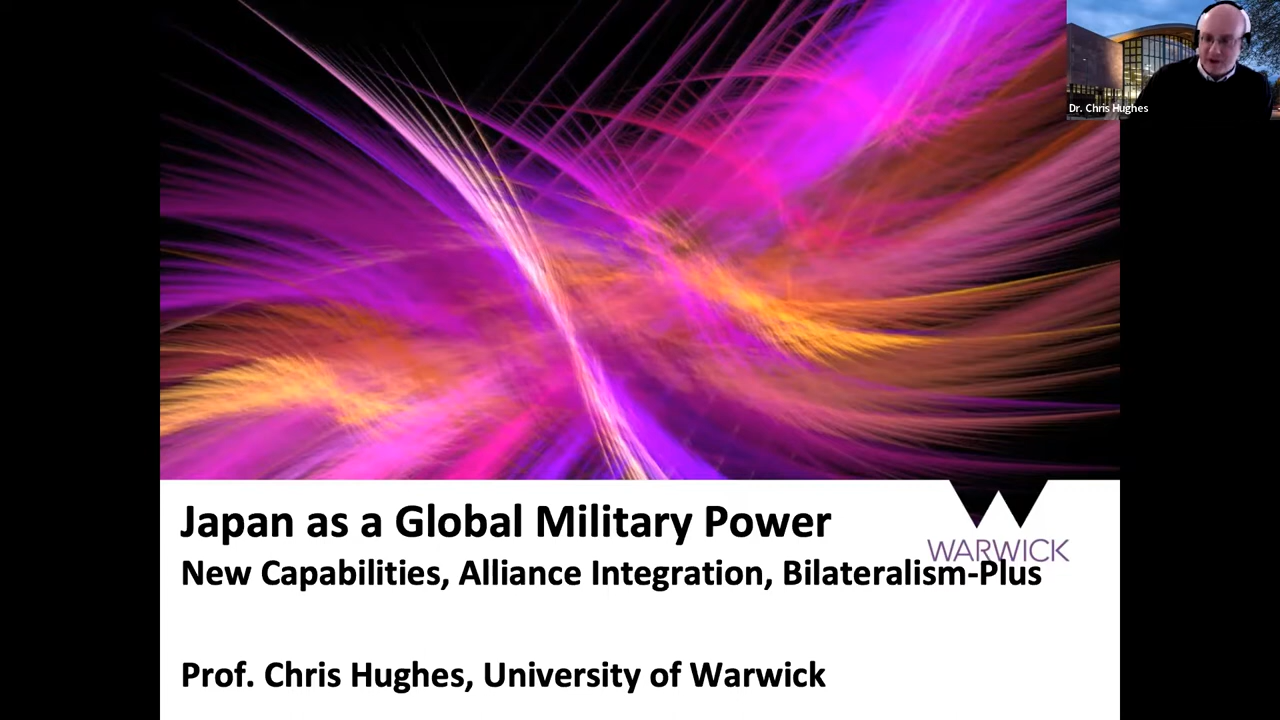 Dr. Chris Hughes
Japan as a Global Military Power
WARWICK
New Capabilities, Alliance Integration, Bilateralism-Plus
Prof. Chris Hughes, University of Warwick